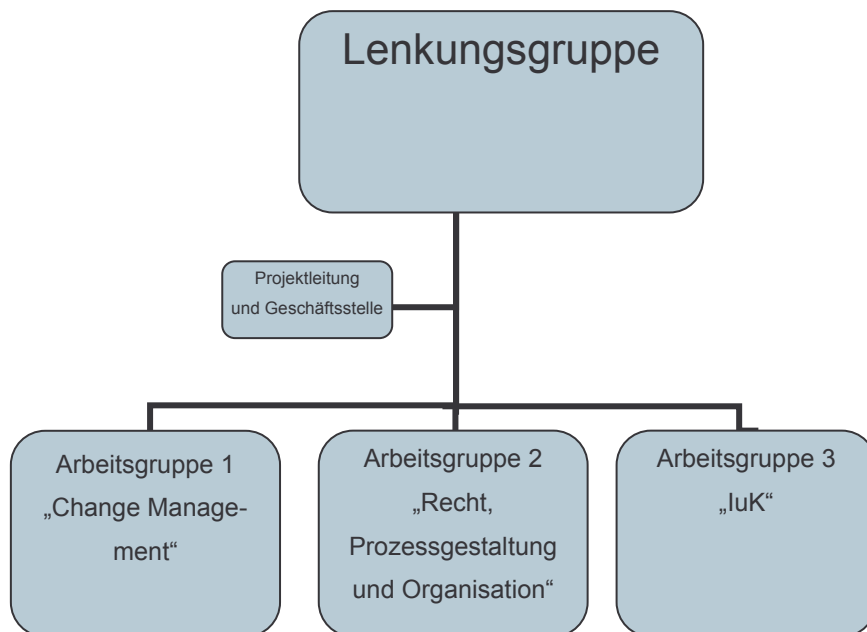 Lenkungsgruppe
Projektleitung
und Geschäftsstelle
Arbeitsgruppe 1
„Change Manage-
ment“
Arbeitsgruppe 2
„Recht,
Prozessgestaltung
und Organisation“
Arbeitsgruppe 3
„IuK“